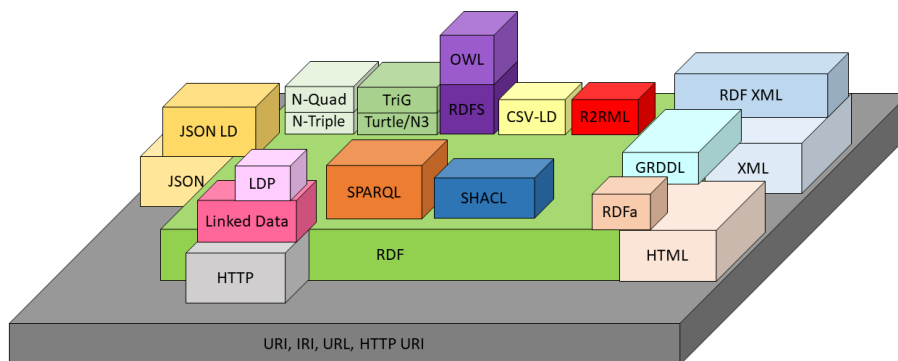 OWL
N-Quad
TriG
RDFS
RDF XML
JSON LD
N-Triple
Turtle/N3
CSV-LD
R2RML
JSON
LDP
SPARQL
SHACL
GRDDL
XML
Linked Data
RDFa
HTTP
RDF
HTML
URI, IRI, URL, HTTP URI